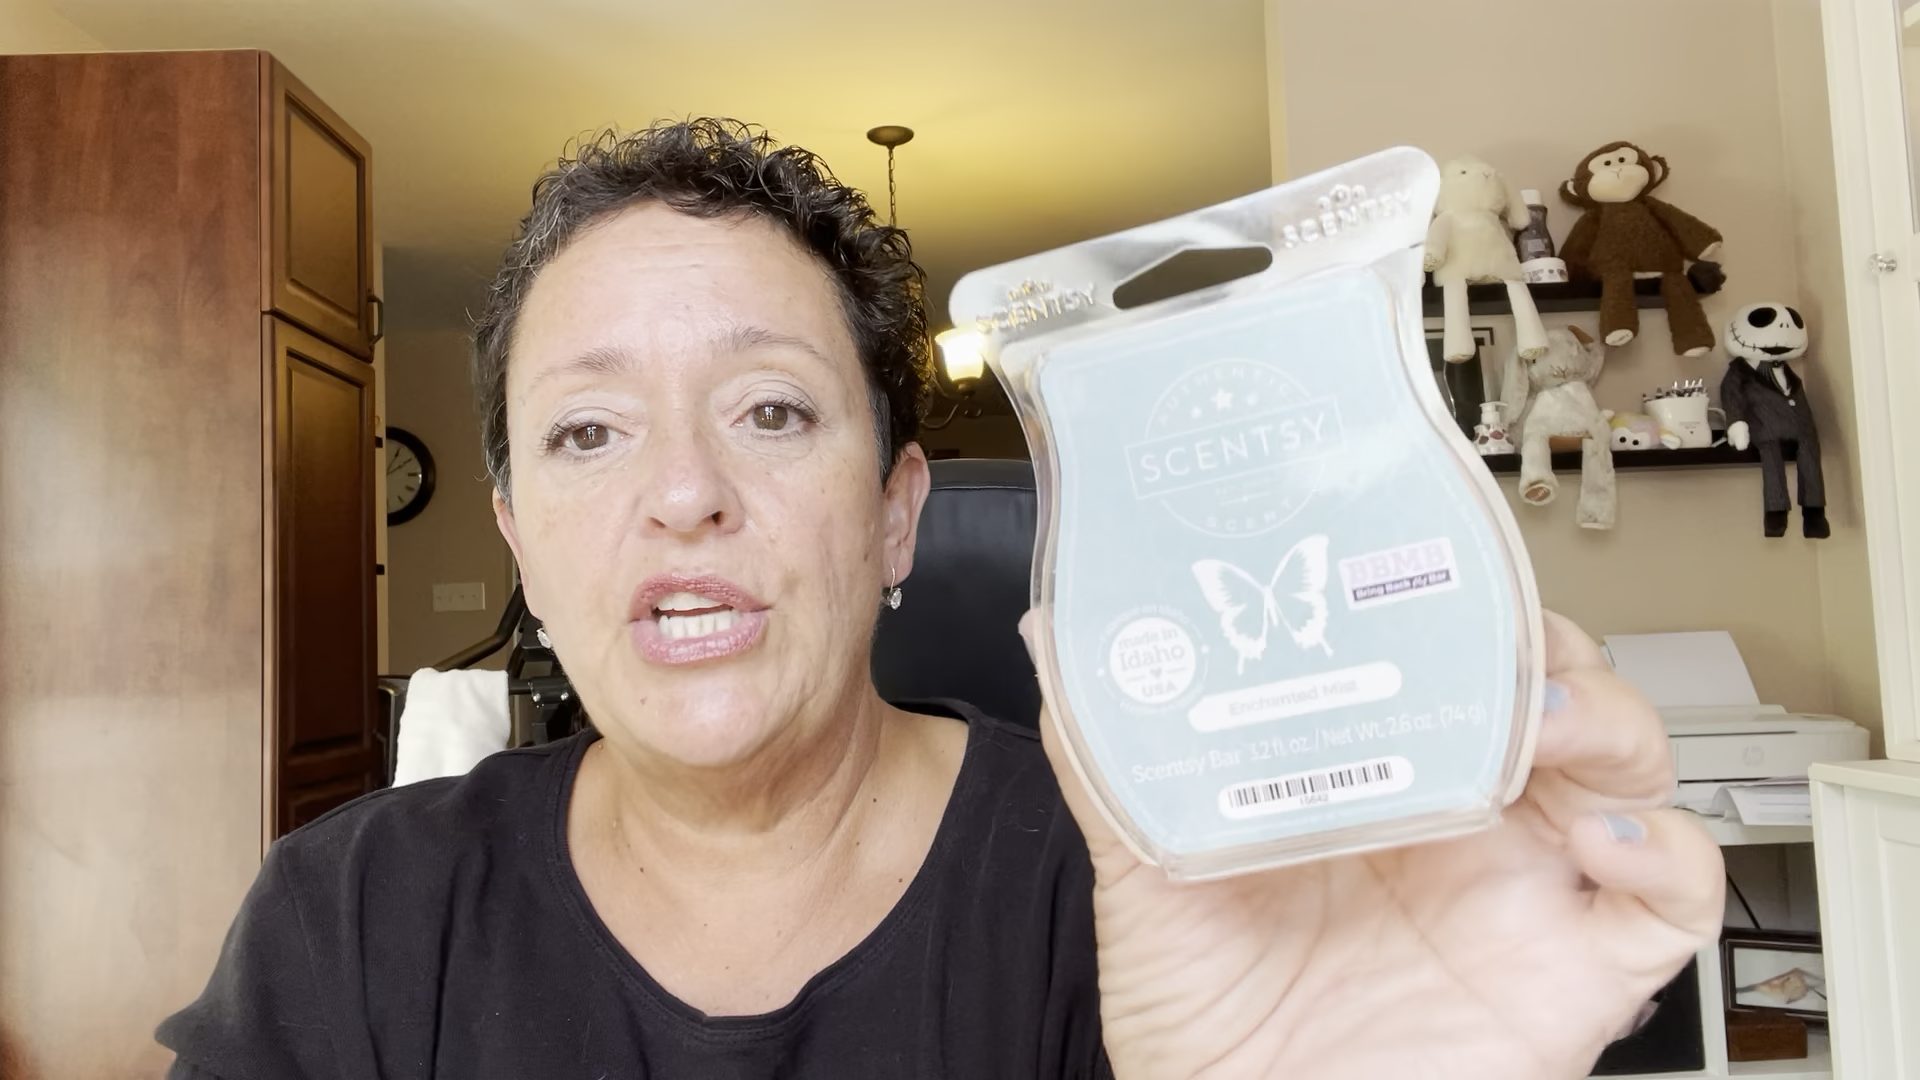 SCENTSY
SCENTSY
AUTHENTIC
SCENTSY
SCENT
BBMB
Bring Back My Bar
made in
Idaho
USA
Enchanted Mist
Scentsy Bar 3.2 fl. oz. / Net Wt. 2.6 oz. (74 g)